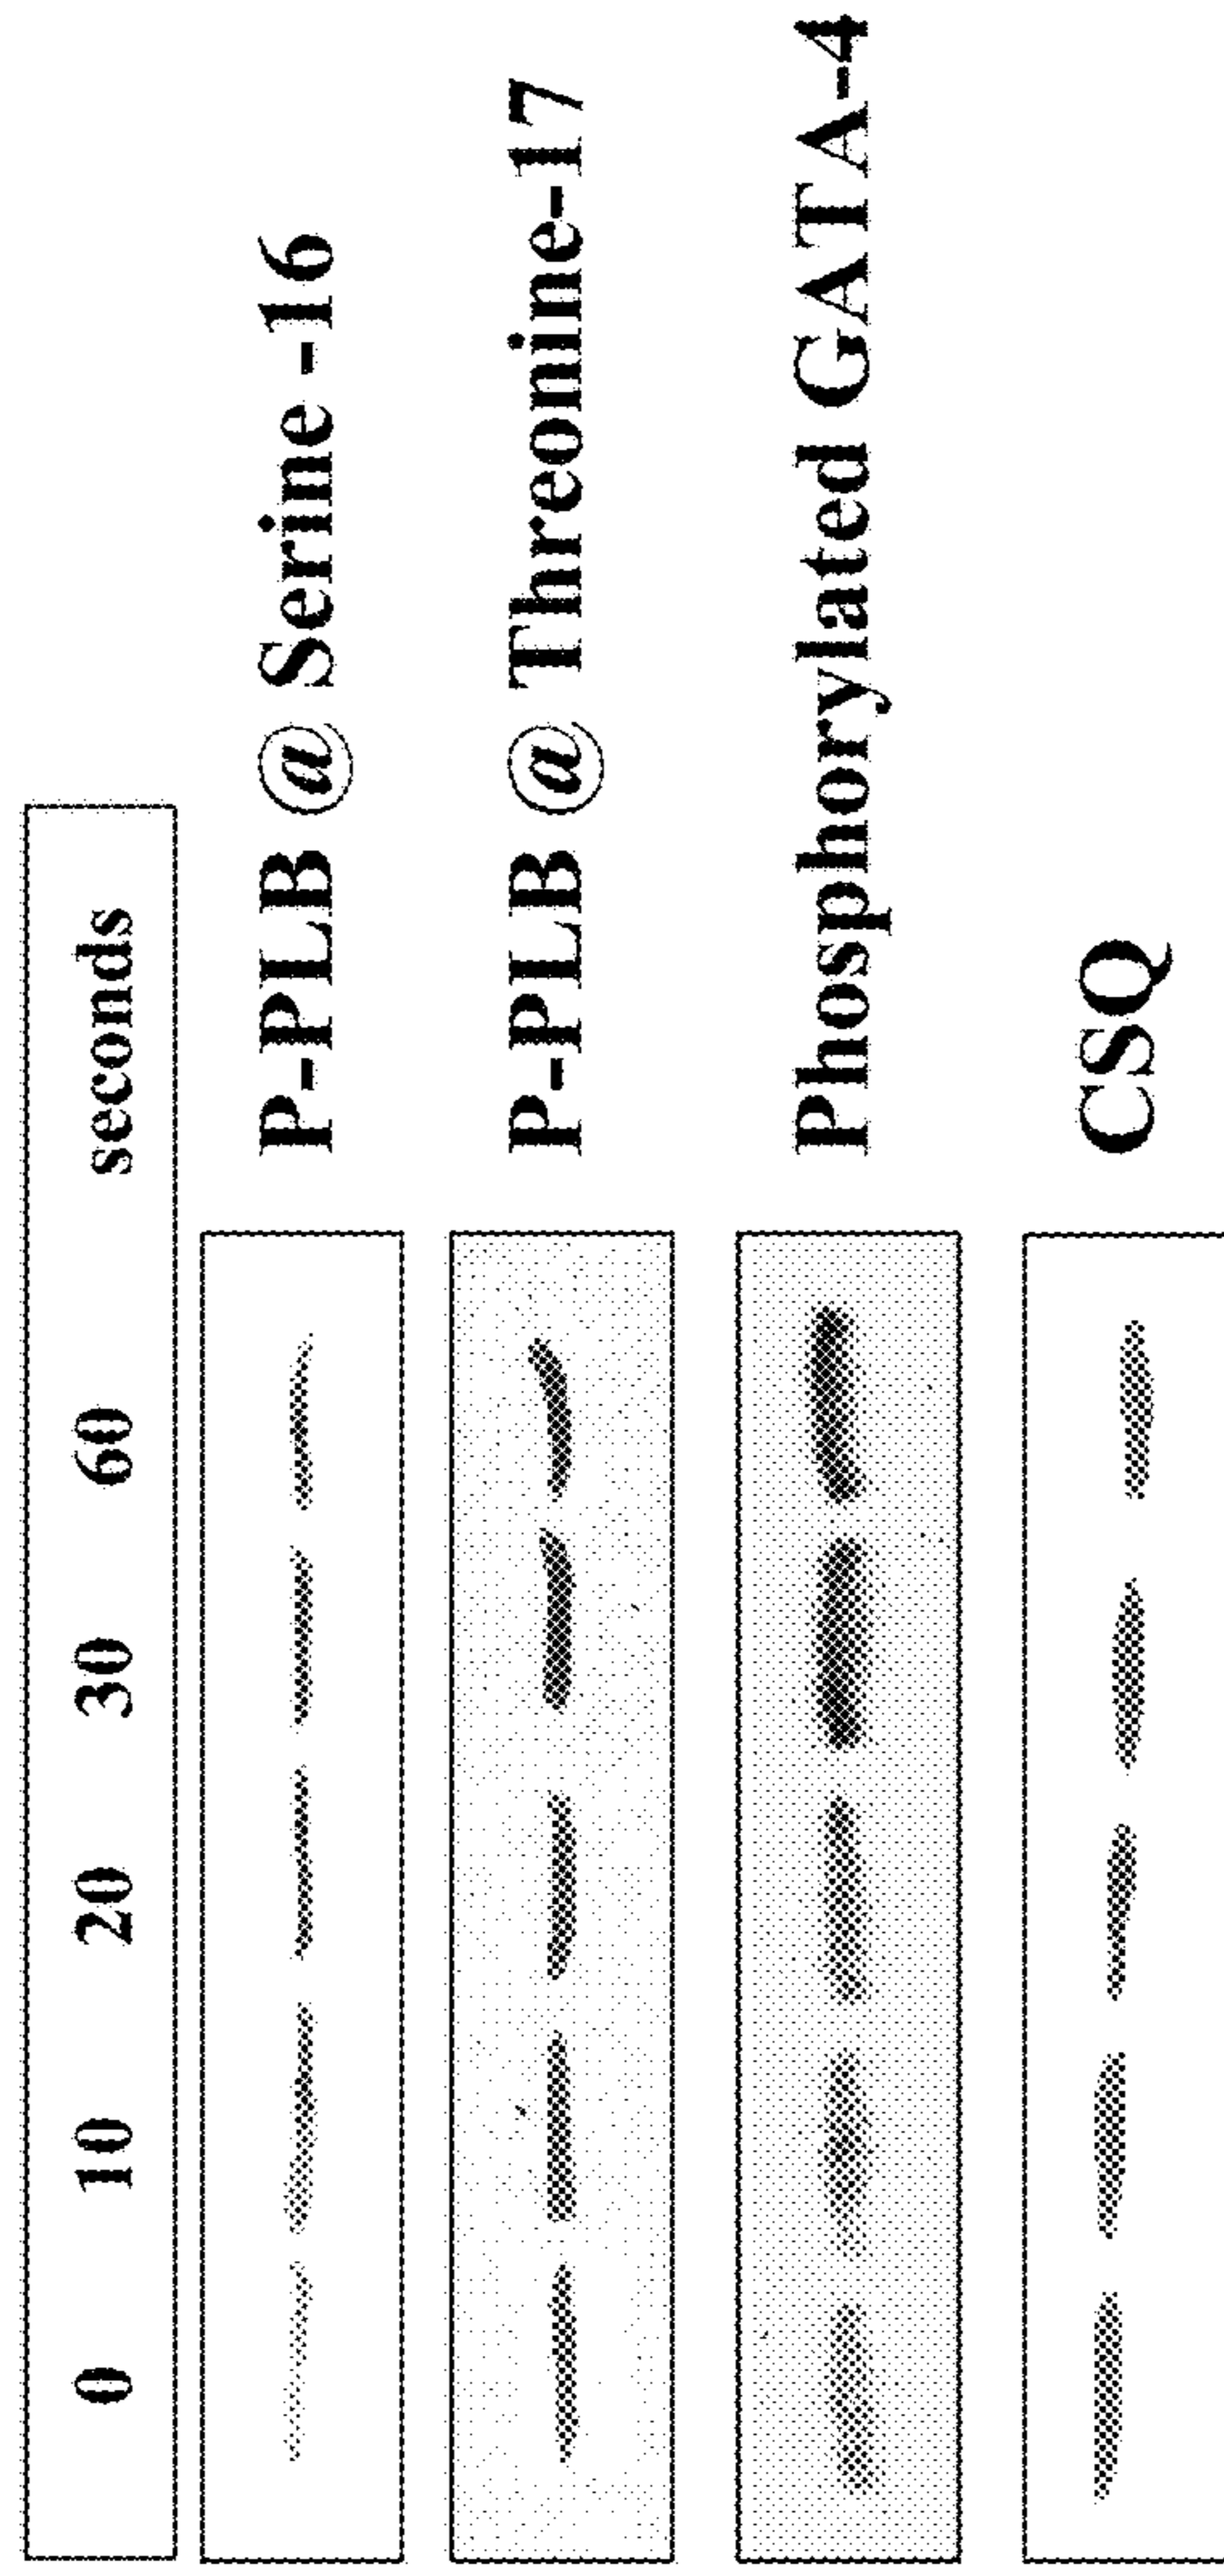 0 10 20 30 60 seconds
P-PLB @ Serine -16
P-PLB @ Threonine-17
Phosphorylated GATA-4
CSQ